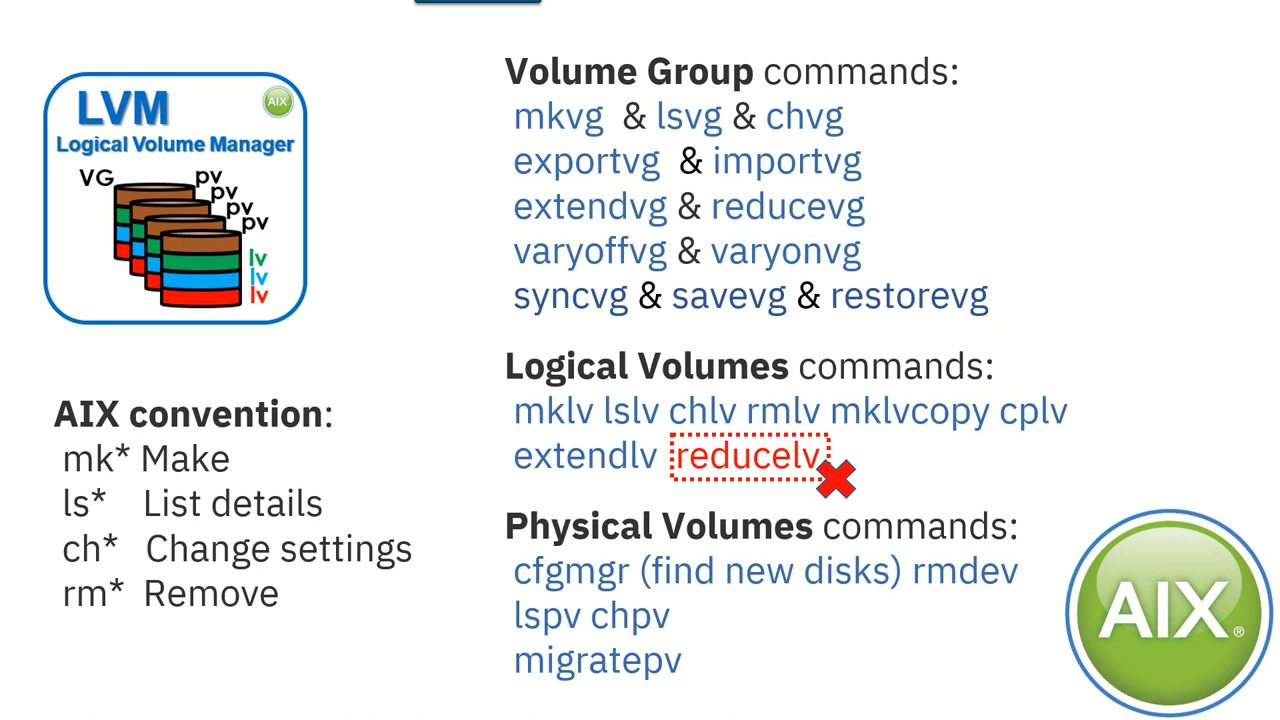 LVM
AIX
Logical Volume Manager
VG
pv
pv
pv
pv
lv
lv
lv
AIX convention:
mk* Make
ls* List details
ch* Change settings
rm* Remove
Volume Group commands:
mkvg & lsvg & chvg
exportvg & importvg
extendvg & reducevg
varyoffvg & varyonvg
syncvg & savevg & restorevg
Logical Volumes commands:
mklv lslv chlv rmlv mklvcopy cplv
extendlv reducelv
Physical Volumes commands:
cfgmgr (find new disks) rmdev
lspv chpv
migratepv
AIX®